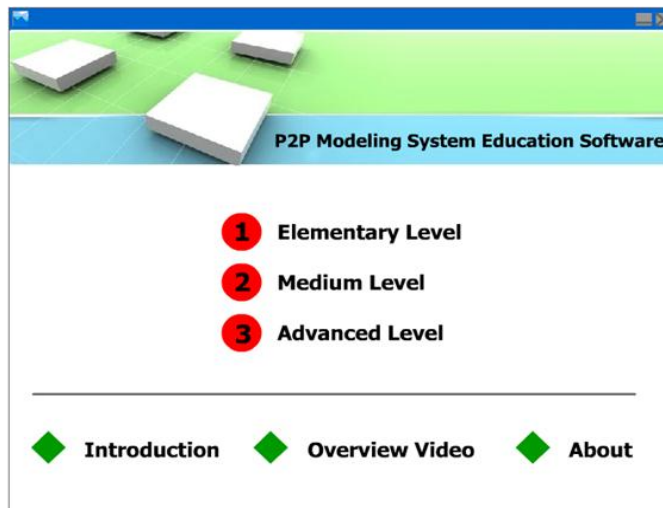 P2P Modeling System Education Software
1 Elementary Level
2 Medium Level
3 Advanced Level
Introduction Overview Video About